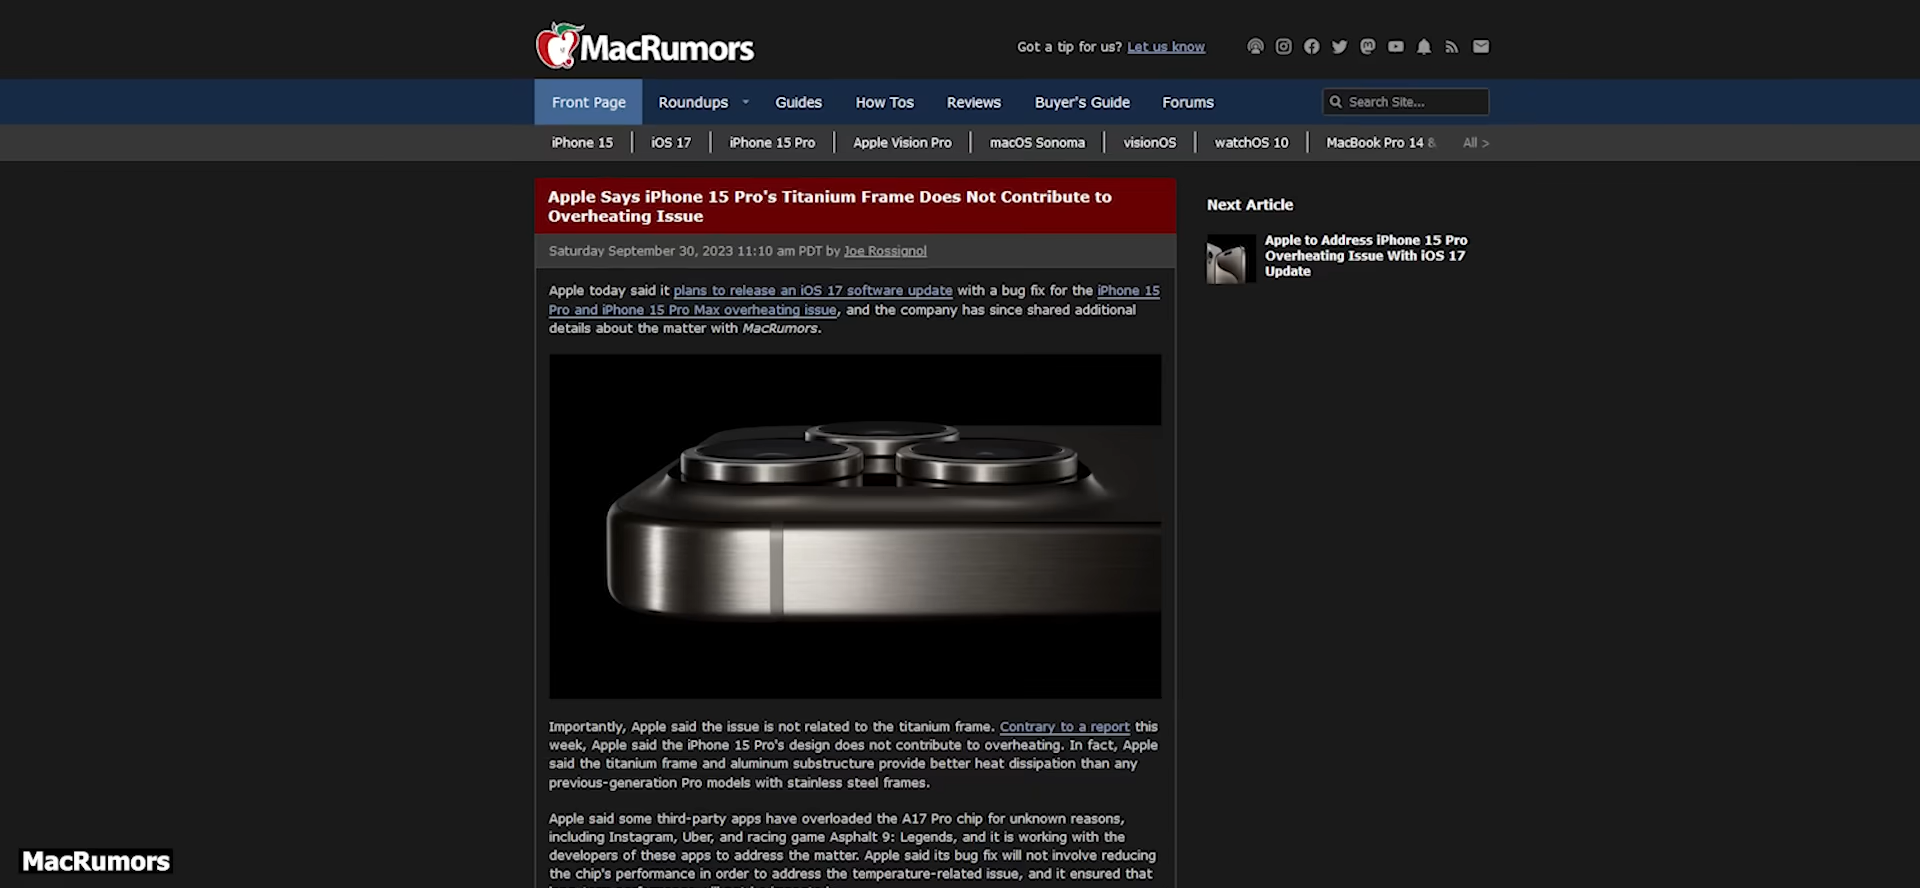 MacRumors
Got a tip for us? Let us know
Front Page Roundups Guides How Tos Reviews Buyer's Guide Forums Search Site...
iPhone 15 iOS 17 iPhone 15 Pro Apple Vision Pro macOS Sonoma visionOS watchOS 10 MacBook Pro 14 & All >
Apple Says iPhone 15 Pro's Titanium Frame Does Not Contribute to
Overheating Issue
Saturday September 30, 2023 11:10 am PDT by Joe Rossignol
Apple today said it plans to release an iOS 17 software update with a bug fix for the iPhone 15
Pro and iPhone 15 Pro Max overheating issue, and the company has since shared additional
details about the matter with MacRumors.
Importantly, Apple said the issue is not related to the titanium frame. Contrary to a report this
week, Apple said the iPhone 15 Pro's design does not contribute to overheating. In fact, Apple
said the titanium frame and aluminum substructure provide better heat dissipation than any
previous-generation Pro models with stainless steel frames.
Apple said some third-party apps have overloaded the A17 Pro chip for unknown reasons,
including Instagram, Uber, and racing game Asphalt 9: Legends, and it is working with the
developers of these apps to address the matter. Apple said its bug fix will not involve reducing
the chip's performance in order to address the temperature-related issue, and it ensured that
Next Article
Apple to Address iPhone 15 Pro
Overheating Issue With iOS 17
Update
MacRumors